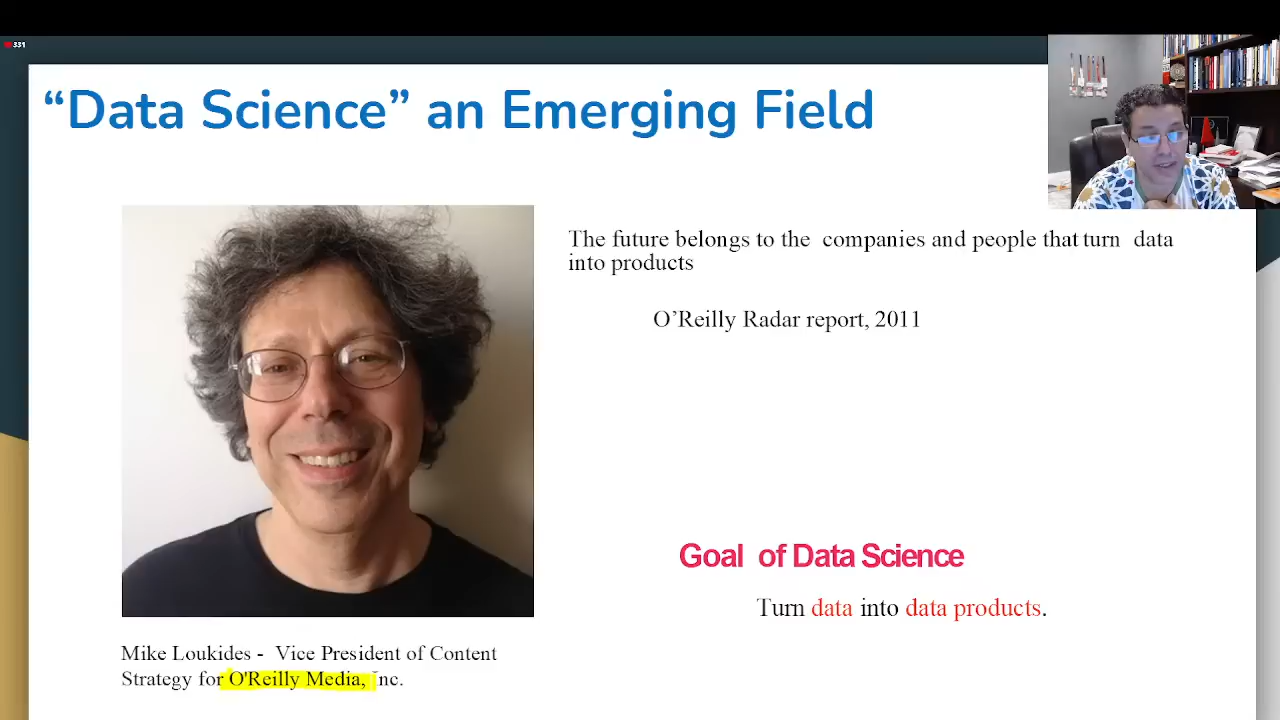 331
“Data Science” an Emerging Field
The future belongs to the companies and people that turn data
into products
O’Reilly Radar report, 2011
Goal of Data Science
Turn data into data products.
Mike Loukides - Vice President of Content
Strategy for O'Reilly Media, Inc.